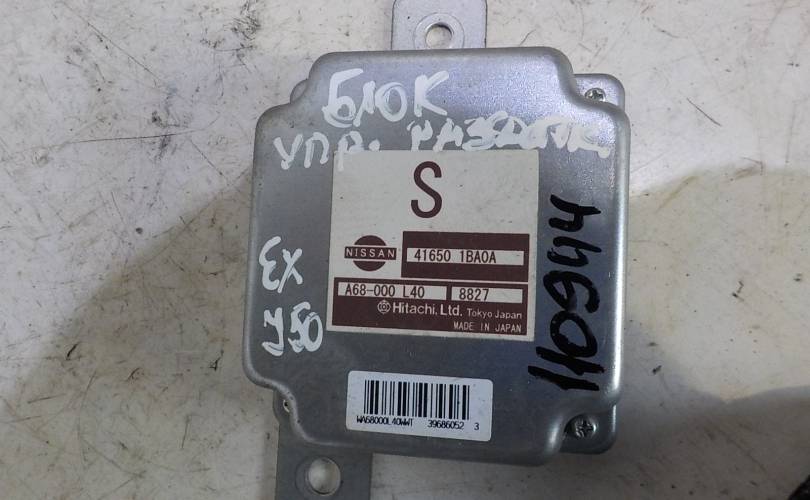 БЛОК
УПР.
S
NISSAN
41650 1BA0A
A68-000 L40 8827
Hitachi, Ltd. Tokyo Japan
MADE IN JAPAN
EX
J50
110944
WA68000L40WWT 39686052 3